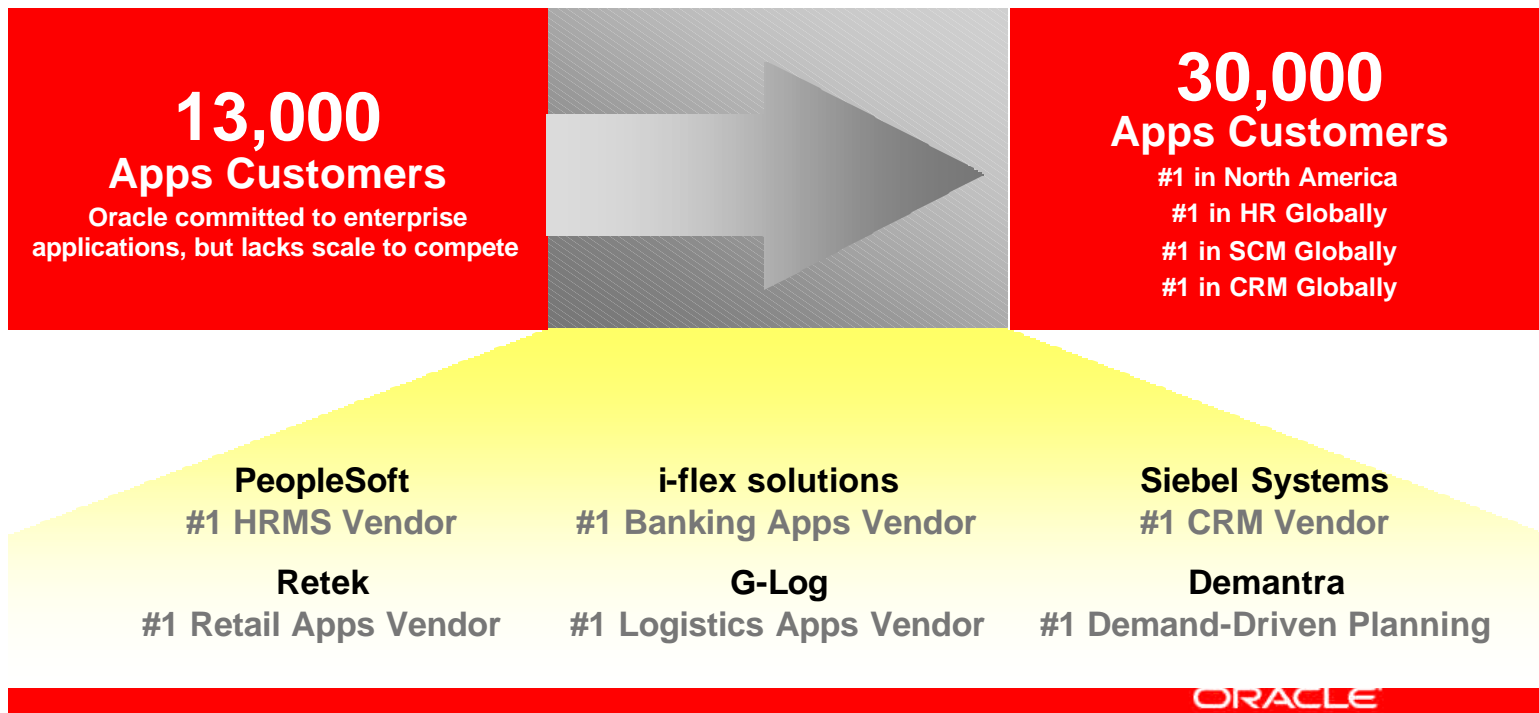 13,000
Apps Customers
Oracle committed to enterprise
applications, but lacks scale to compete
30,000
Apps Customers
#1 in North America
#1 in HR Globally
#1 in SCM Globally
#1 in CRM Globally
PeopleSoft
#1 HRMS Vendor
i-flex solutions
#1 Banking Apps Vendor
Siebel Systems
#1 CRM Vendor
Retek
#1 Retail Apps Vendor
G-Log
#1 Logistics Apps Vendor
Demantra
#1 Demand-Driven Planning
ORACLE